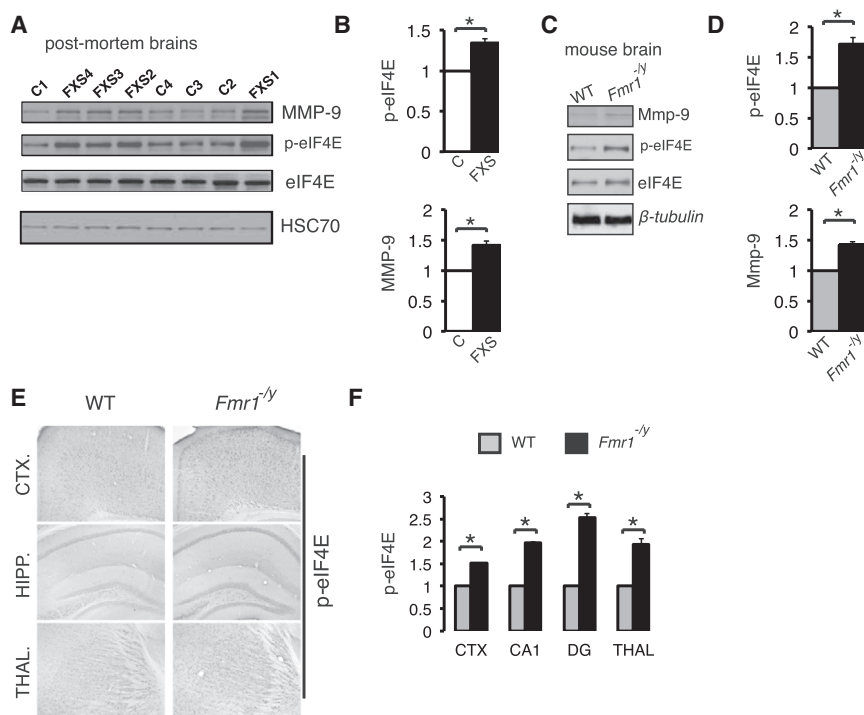 A
post-mortem brains
C1 FXS4 FXS3 FXS2 C4 C3 C2 FXS1
MMP-9
p-eIF4E
eIF4E
HSC70
B
p-eIF4E
1.5
1
0.5
0
*
C FXS
MMP-9
2
1.5
1
0.5
0
*
C FXS
C
mouse brain
WT Fmr1-/y
Mmp-9
p-eIF4E
eIF4E
β-tubulin
D
p-eIF4E
2
1.5
1
0.5
0
*
WT Fmr1-/y
Mmp-9
2
1.5
1
0.5
0
*
WT Fmr1-/y
E
WT Fmr1-/y
CTX.
HIPP.
THAL.
p-eIF4E
F
WT Fmr1-/y
p-eIF4E
3
2.5
2
1.5
1
0.5
0
* * * *
CTX CA1 DG THAL